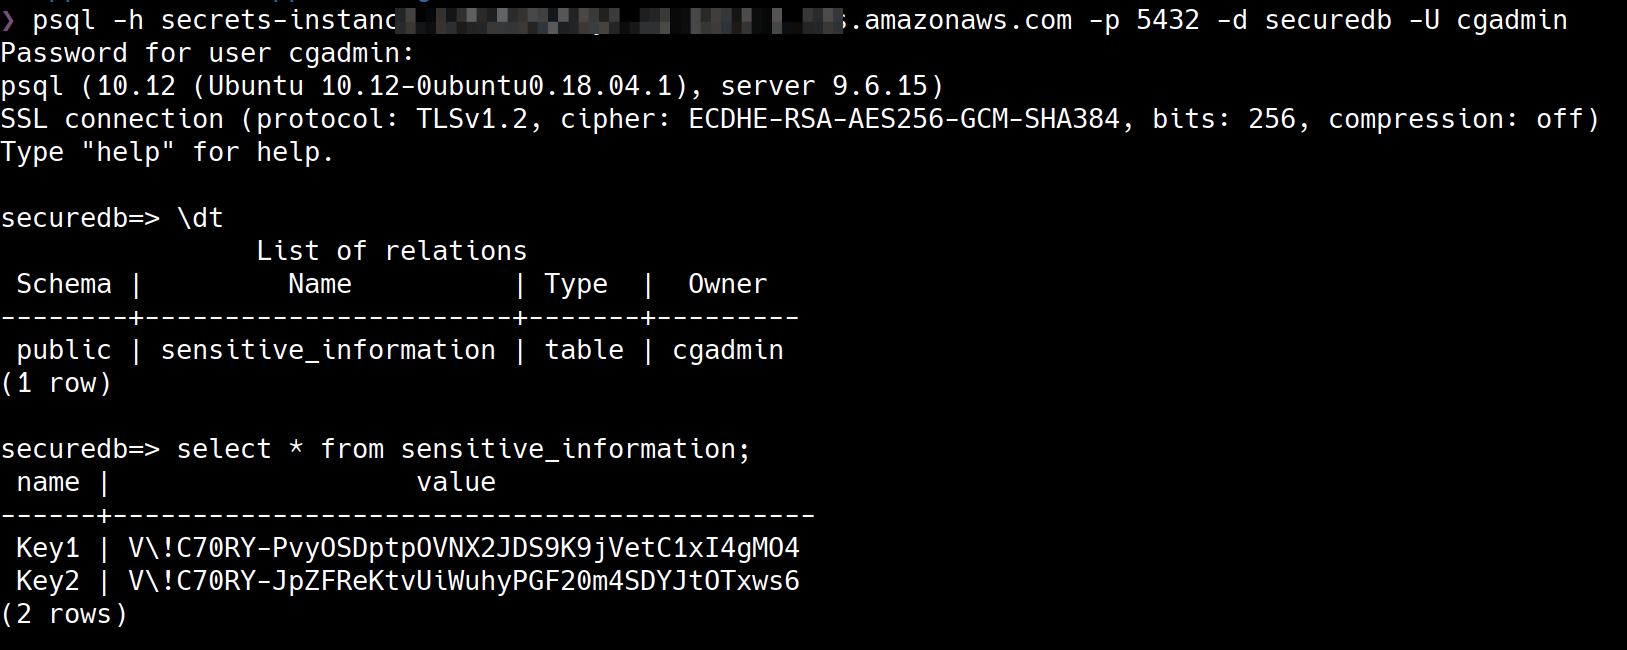 ❯ psql -h secrets-instanc s.amazonaws.com -p 5432 -d securedb -U cgadmin
Password for user cgadmin:
psql (10.12 (Ubuntu 10.12-0ubuntu0.18.04.1), server 9.6.15)
SSL connection (protocol: TLSv1.2, cipher: ECDHE-RSA-AES256-GCM-SHA384, bits: 256, compression: off)
Type "help" for help.
securedb=> \dt
List of relations
Schema | Name | Type | Owner
--------+-----------------------+-------+---------
public | sensitive_information | table | cgadmin
(1 row)
securedb=> select * from sensitive_information;
name | value
------+--------------------------------------------
Key1 | V\!C70RY-PvyOSDptpOVNX2JDS9K9jVetC1xI4gMO4
Key2 | V\!C70RY-JpZFReKtvUiWuhyPGF20m4SDYJtOTxws6
(2 rows)